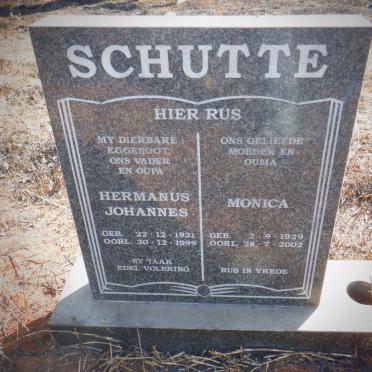 SCHUTTE
HIER RUS
MY DIERBARE
EGGENOOT,
ONS VADER
EN OUPA
HERMANUS
JOHANNES
GEB. 22 - 12 - 1931
OORL. 30 - 12 - 1999
SY TAAK
EDEL VOLBRING
ONS GELIEFDE
MOEDER EN
OUMA
MONICA
GEB. 2 - 9 - 1929
OORL. 28 - 7 - 2002
RUS IN VREDE